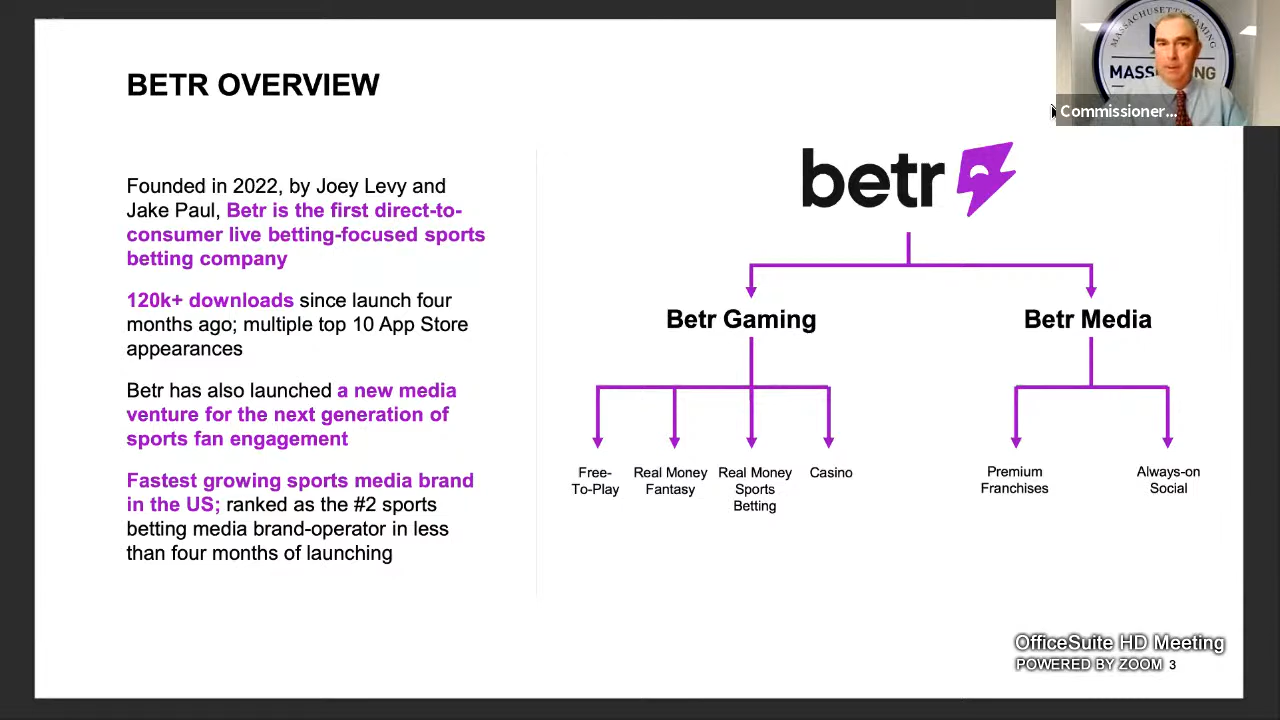 BETR OVERVIEW
MASSACHUSETTS GAMING
Commissioner...
Founded in 2022, by Joey Levy and
Jake Paul, Betr is the first direct-to-
consumer live betting-focused sports
betting company
120k+ downloads since launch four
months ago; multiple top 10 App Store
appearances
Betr has also launched a new media
venture for the next generation of
sports fan engagement
Fastest growing sports media brand
in the US; ranked as the #2 sports
betting media brand-operator in less
than four months of launching
betr
Betr Gaming
Betr Media
Free-
To-Play
Real Money
Fantasy
Real Money
Sports
Betting
Casino
Premium
Franchises
Always-on
Social
OfficeSuite HD Meeting
POWERED BY ZOOM 3